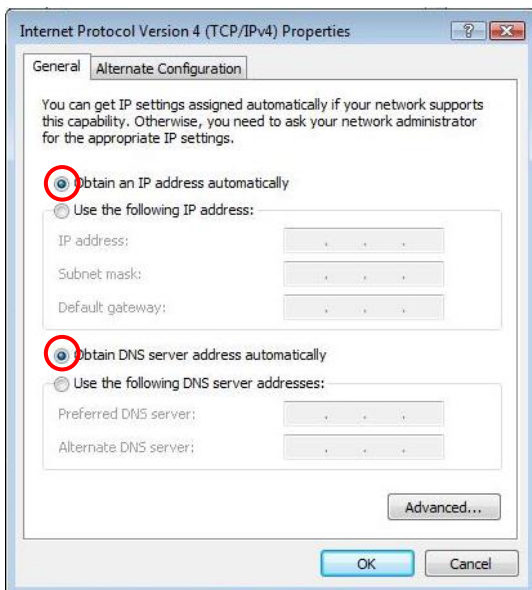 Internet Protocol Version 4 (TCP/IPv4) Properties
General
Alternate Configuration
You can get IP settings assigned automatically if your network supports
this capability. Otherwise, you need to ask your network administrator
for the appropriate IP settings.
Obtain an IP address automatically
Use the following IP address:
IP address:
Subnet mask:
Default gateway:
Obtain DNS server address automatically
Use the following DNS server addresses:
Preferred DNS server:
Alternate DNS server:
Advanced...
OK
Cancel